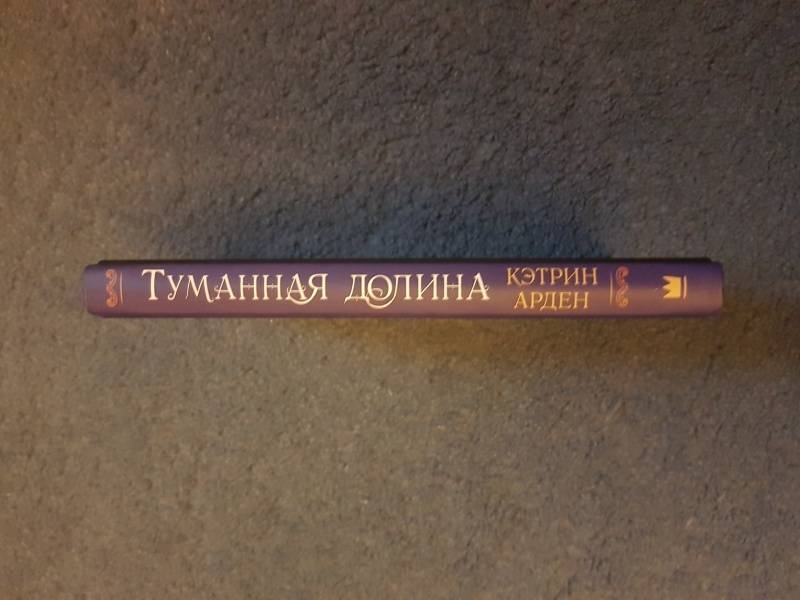 Туманная долина
Кэтрин
Арден